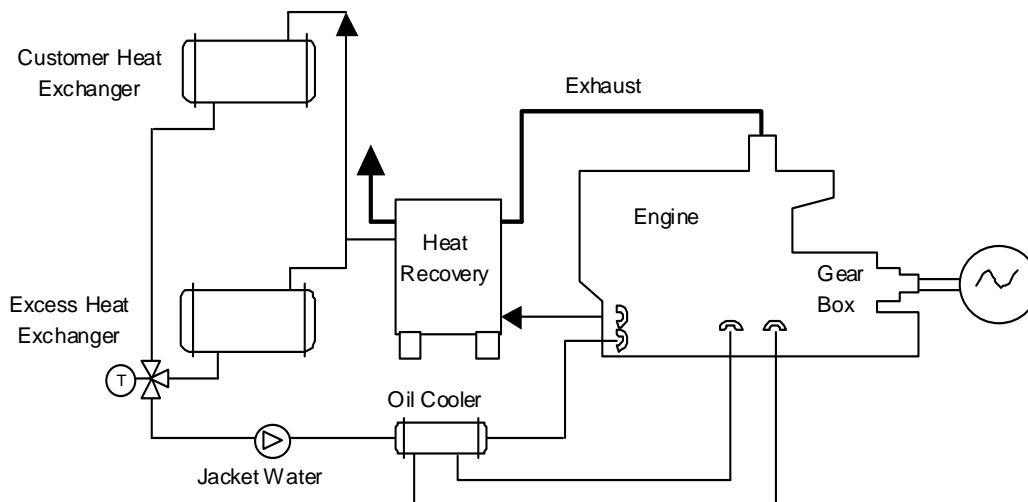 Customer Heat
Exchanger
Exhaust
Engine
Heat
Recovery
Gear
Box
Excess Heat
Exchanger
T
Oil Cooler
Jacket Water